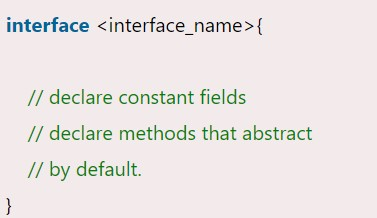 interface <interface_name>{
// declare constant fields
// declare methods that abstract
// by default.
}